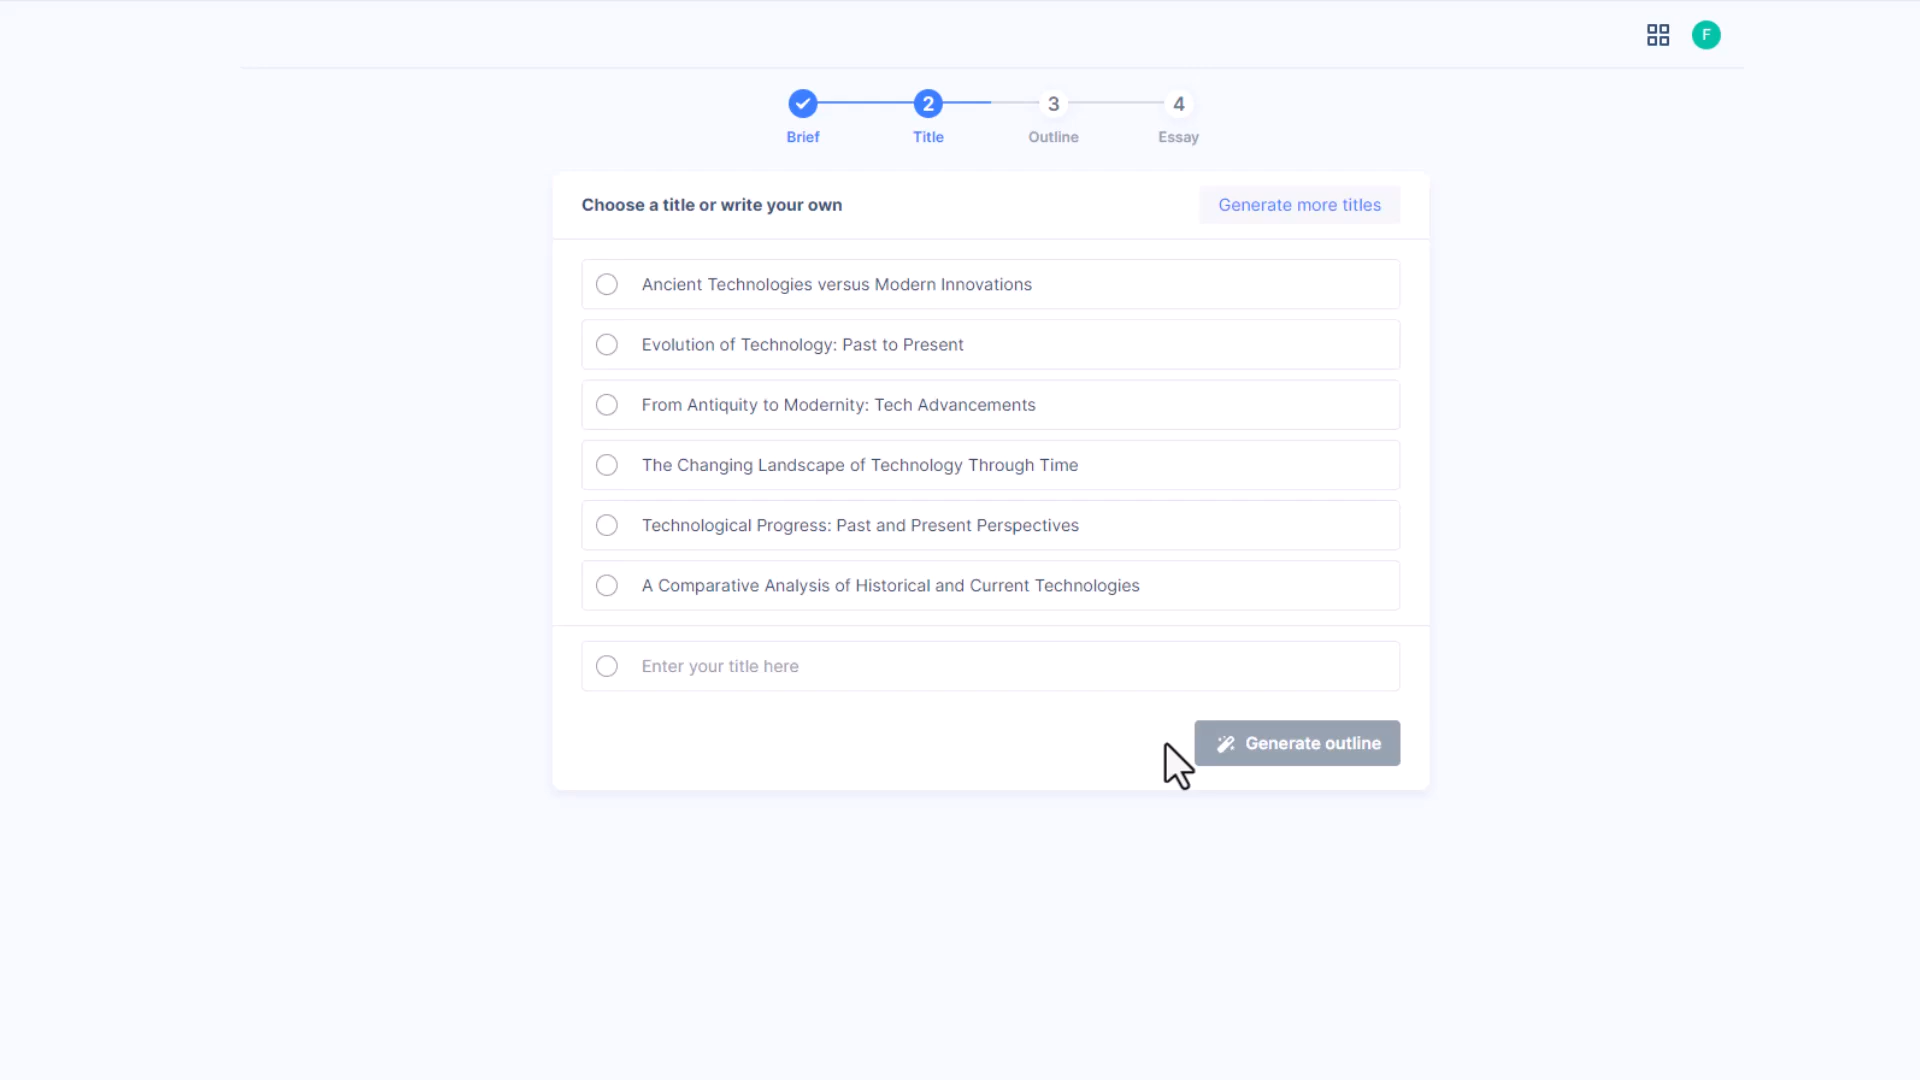 F
2
3
4
Brief
Title
Outline
Essay
Choose a title or write your own
Generate more titles
Ancient Technologies versus Modern Innovations
Evolution of Technology: Past to Present
From Antiquity to Modernity: Tech Advancements
The Changing Landscape of Technology Through Time
Technological Progress: Past and Present Perspectives
A Comparative Analysis of Historical and Current Technologies
Enter your title here
Generate outline